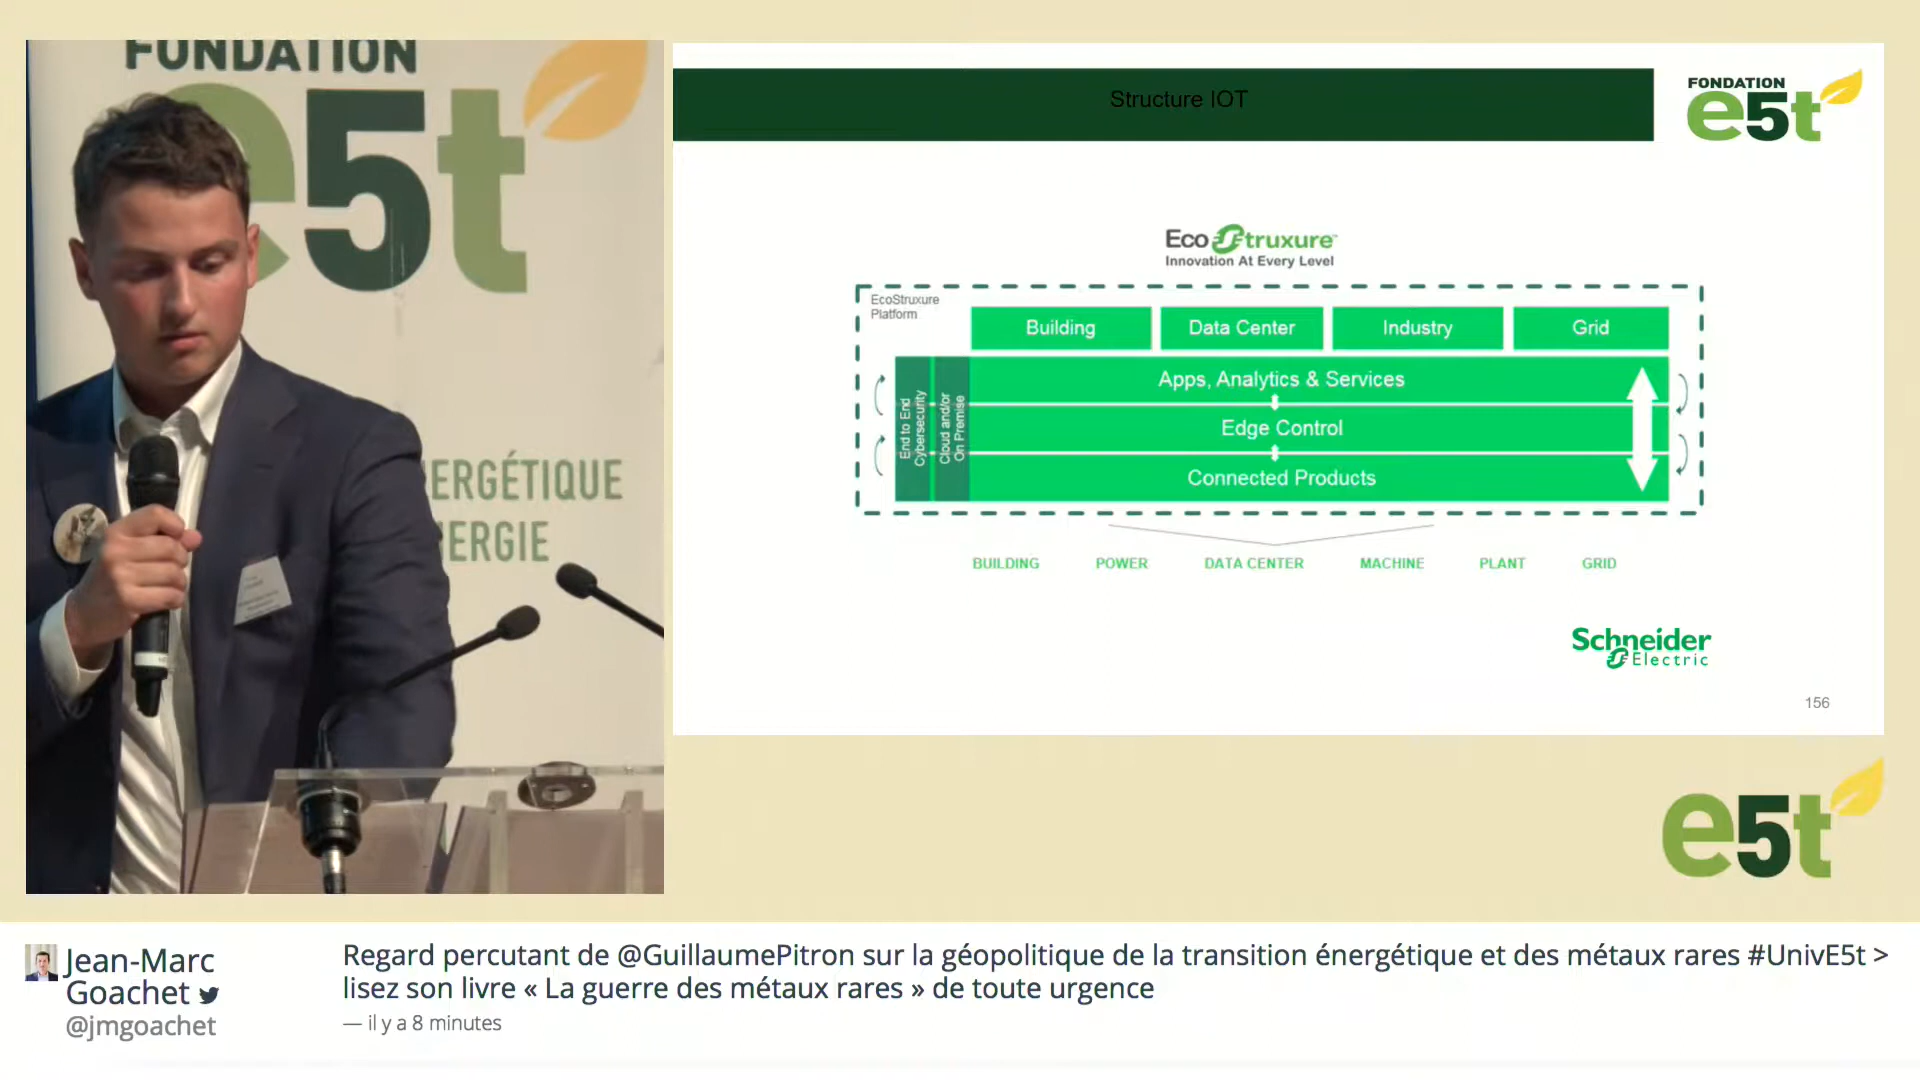 FONDATION
e5t
ERGÉTIQUE
ERGIE
Structure IOT
FONDATION
e5t
EcoStruxure™
Innovation At Every Level
EcoStruxure
Platform
Building
Data Center
Industry
Grid
End to End
Cybersecurity
Cloud and/or
On Premise
Apps, Analytics & Services
Edge Control
Connected Products
BUILDING
POWER
DATA CENTER
MACHINE
PLANT
GRID
Schneider
Electric
156
e5t
Jean-Marc
Goachet
@jmgoachet
Regard percutant de @GuillaumePitron sur la géopolitique de la transition énergétique et des métaux rares #UnivE5t >
lisez son livre « La guerre des métaux rares » de toute urgence
— il y a 8 minutes